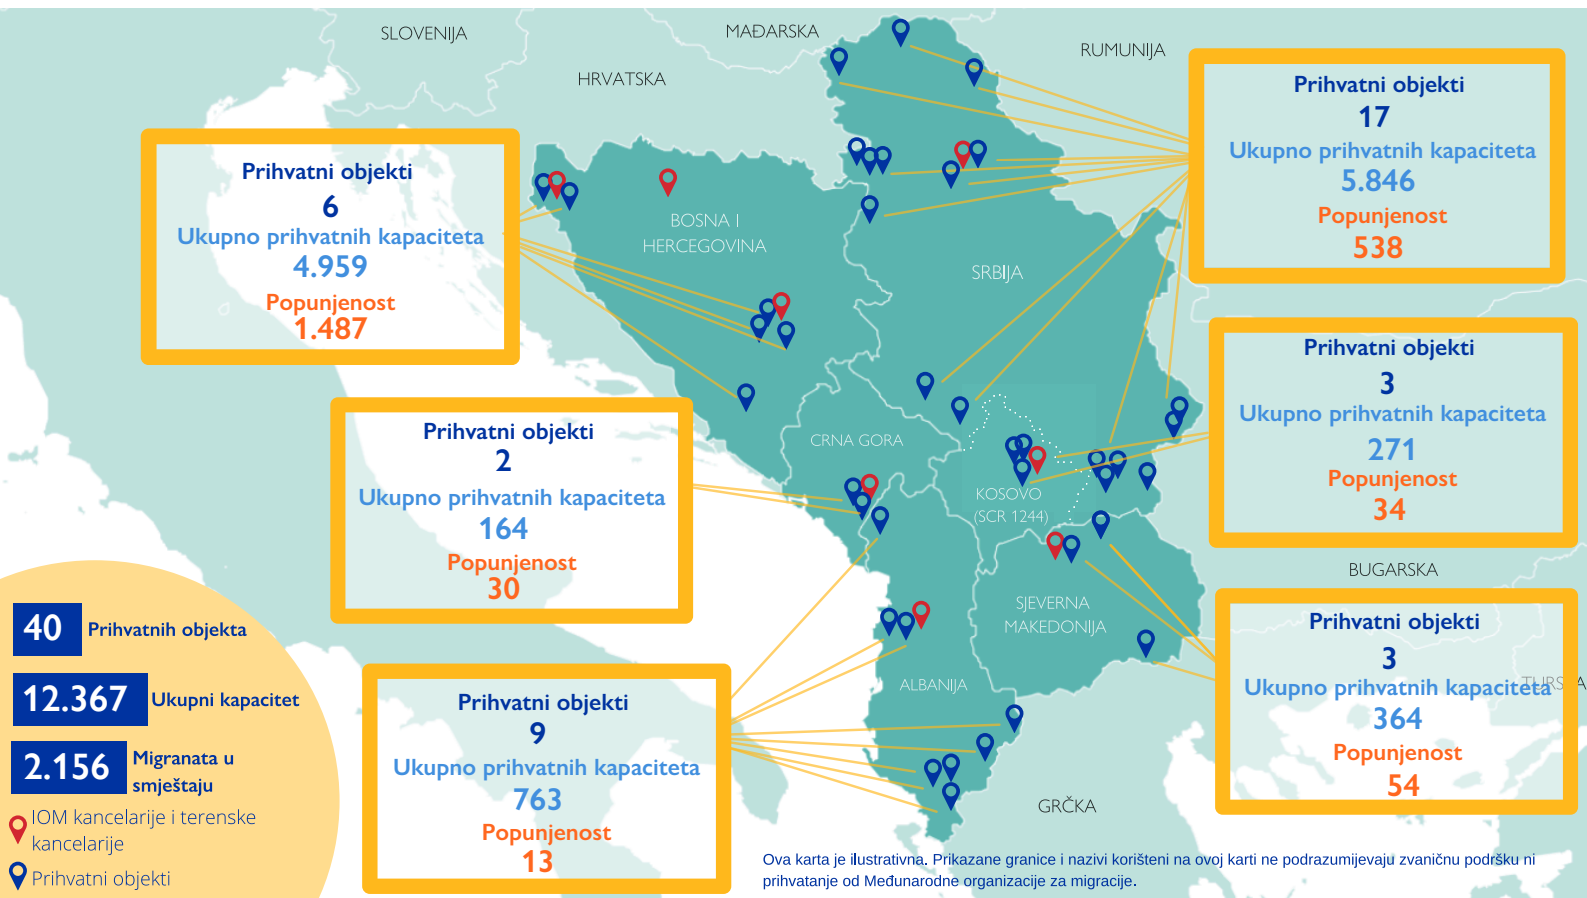 SLOVENIJA
MAĐARSKA
RUMUNIJA
HRVATSKA
Prihvatni objekti
17
Ukupno prihvatnih kapaciteta
5.846
Popunjenost
538
Prihvatni objekti
6
Ukupno prihvatnih kapaciteta
4.959
Popunjenost
1.487
BOSNA I
HERCEGOVINA
SRBIJA
Prihvatni objekti
3
Ukupno prihvatnih kapaciteta
271
Popunjenost
34
Prihvatni objekti
2
Ukupno prihvatnih kapaciteta
164
Popunjenost
30
CRNA GORA
KOSOVO
(SCR 1244)
BUGARSKA
SJEVERNA
MAKEDONIJA
Prihvatni objekti
3
Ukupno prihvatnih kapaciteta
364
Popunjenost
54
TURSKA
40 Prihvatnih objekta
12.367 Ukupni kapacitet
2.156 Migranata u
smještaju
IOM kancelarije i terenske
kancelarije
Prihvatni objekti
Prihvatni objekti
9
Ukupno prihvatnih kapaciteta
763
Popunjenost
13
ALBANIJA
GRČKA
Ova karta je ilustrativna. Prikazane granice i nazivi korišteni na ovoj karti ne podrazumijevaju zvaničnu podršku ni
prihvatanje od Međunarodne organizacije za migracije.